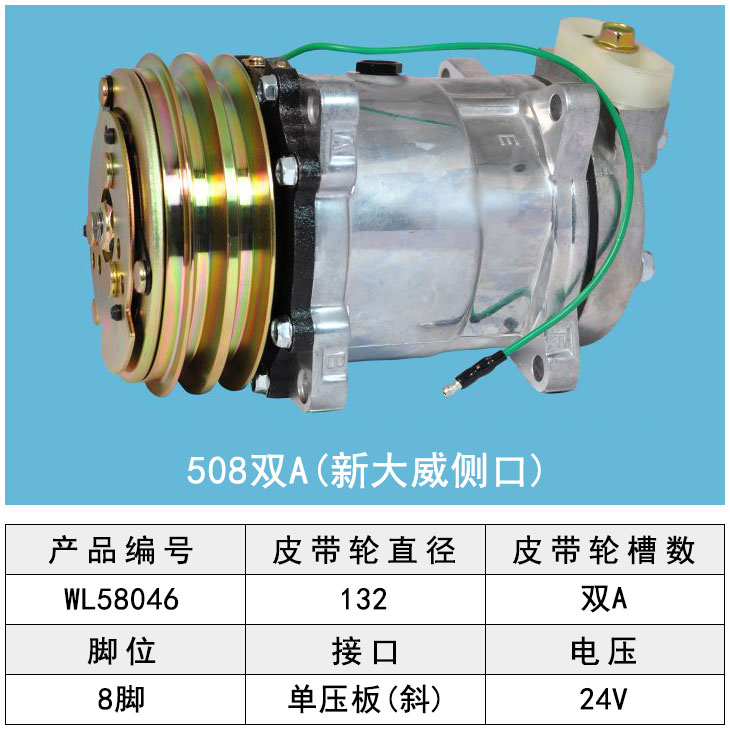 508双A(新大威侧口)
产品编号 皮带轮直径 皮带轮槽数
WL58046 132 双A
脚位 接口 电压
8脚 单压板(斜) 24V
A
E
B